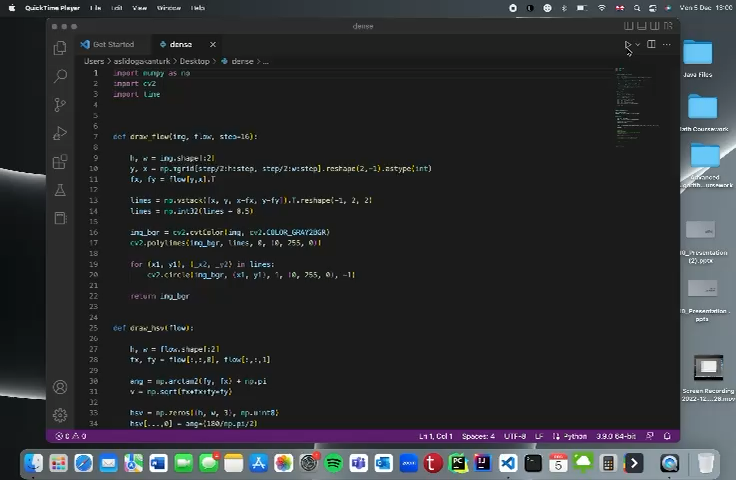 QuickTime Player File Edit View Window Help Mon 5 Dec 13:00
dense
Get Started dense
Users > aslidogakanturk > Desktop > dense > ...
1 import numpy as np
2 import cv2
3 import time
4
5
6
7 def draw_flow(img, flow, step=16):
8
9 h, w = img.shape[:2]
10 y, x = np.mgrid[step/2:h:step, step/2:w:step].reshape(2,-1).astype(int)
11 fx, fy = flow[y,x].T
12
13 lines = np.vstack([x, y, x-fx, y-fy]).T.reshape(-1, 2, 2)
14 lines = np.int32(lines + 0.5)
15
16 img_bgr = cv2.cvtColor(img, cv2.COLOR_GRAY2BGR)
17 cv2.polylines(img_bgr, lines, 0, (0, 255, 0))
18
19 for (x1, y1), (_x2, _y2) in lines:
20 cv2.circle(img_bgr, (x1, y1), 1, (0, 255, 0), -1)
21
22 return img_bgr
23
24
25 def draw_hsv(flow):
26
27 h, w = flow.shape[:2]
28 fx, fy = flow[:,:,0], flow[:,:,1]
29
30 ang = np.arctan2(fy, fx) + np.pi
31 v = np.sqrt(fx*fx+fy*fy)
32
33 hsv = np.zeros((h, w, 3), np.uint8)
34 hsv[...,0] = ang*(180/np.pi/2)
0 0 Ln 1, Col 1 Spaces: 4 UTF-8 LF Python 3.9.0 64-bit
Java Files
Math Coursework
Advanced
(2).pptx
Screen Recording